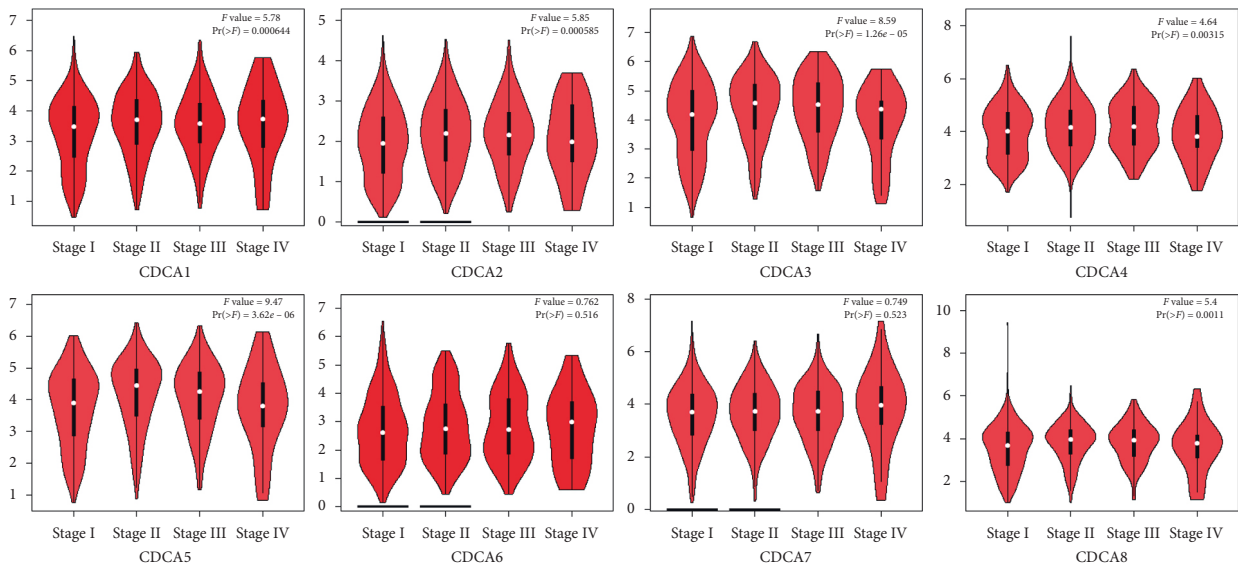 F value = 5.78
Pr(>F) = 0.000644
7
6
5
4
3
2
1
Stage I Stage II Stage III Stage IV
CDCA1
F value = 5.85
Pr(>F) = 0.000585
5
4
3
2
1
0
Stage I Stage II Stage III Stage IV
CDCA2
F value = 8.59
Pr(>F) = 1.26e − 05
7
6
5
4
3
2
1
Stage I Stage II Stage III Stage IV
CDCA3
F value = 4.64
Pr(>F) = 0.00315
8
6
4
2
Stage I Stage II Stage III Stage IV
CDCA4
F value = 9.47
Pr(>F) = 3.62e − 06
7
6
5
4
3
2
1
Stage I Stage II Stage III Stage IV
CDCA5
F value = 0.762
Pr(>F) = 0.516
7
6
5
4
3
2
1
0
Stage I Stage II Stage III Stage IV
CDCA6
F value = 0.749
Pr(>F) = 0.523
8
6
4
2
0
Stage I Stage II Stage III Stage IV
CDCA7
F value = 5.4
Pr(>F) = 0.0011
10
8
6
4
2
Stage I Stage II Stage III Stage IV
CDCA8